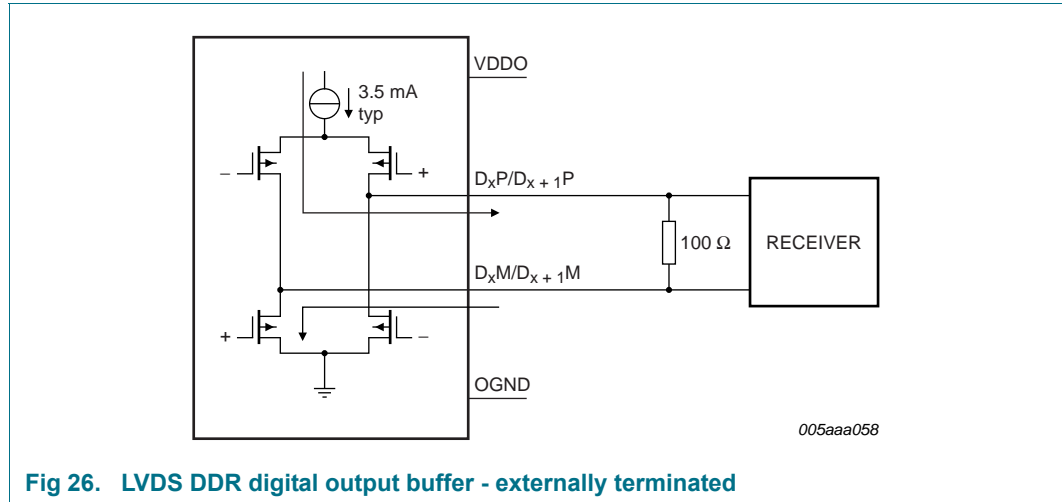 VDDO
3.5 mA
typ
−
+
DxP/Dx + 1P
100 Ω
RECEIVER
DxM/Dx + 1M
+
−
OGND
005aaa058
Fig 26. LVDS DDR digital output buffer - externally terminated